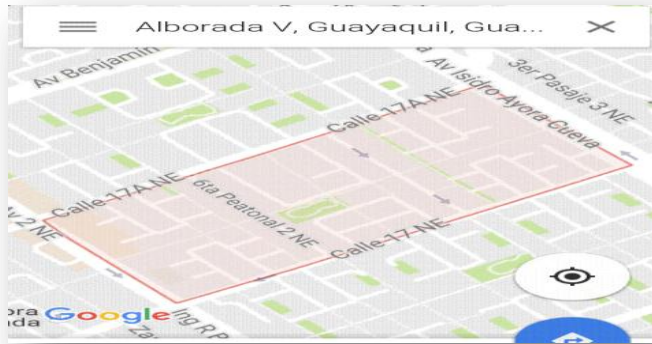 Alborada V, Guayaquil, Gua...
Av Benjamin
Av Isidro Ayora Cueva
3er Pasaje 3 NE
Calle 17A NE
Calle 17A NE
6ta Peatonal 2 NE
2 NE
Calle 17 NE
Google
Ing R P